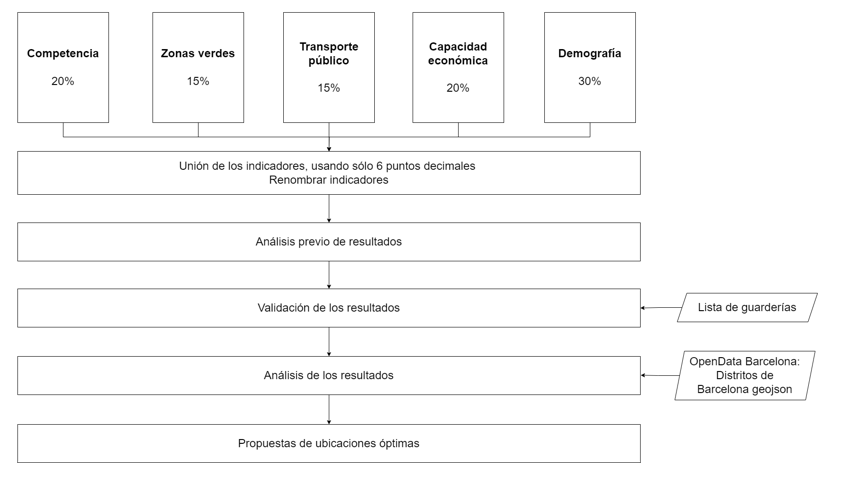 Competencia
20%
Zonas verdes
15%
Transporte
público
15%
Capacidad
económica
20%
Demografía
30%
Unión de los indicadores, usando sólo 6 puntos decimales
Renombrar indicadores
Análisis previo de resultados
Validación de los resultados
Lista de guarderías
Análisis de los resultados
OpenData Barcelona:
Distritos de
Barcelona geojson
Propuestas de ubicaciones óptimas